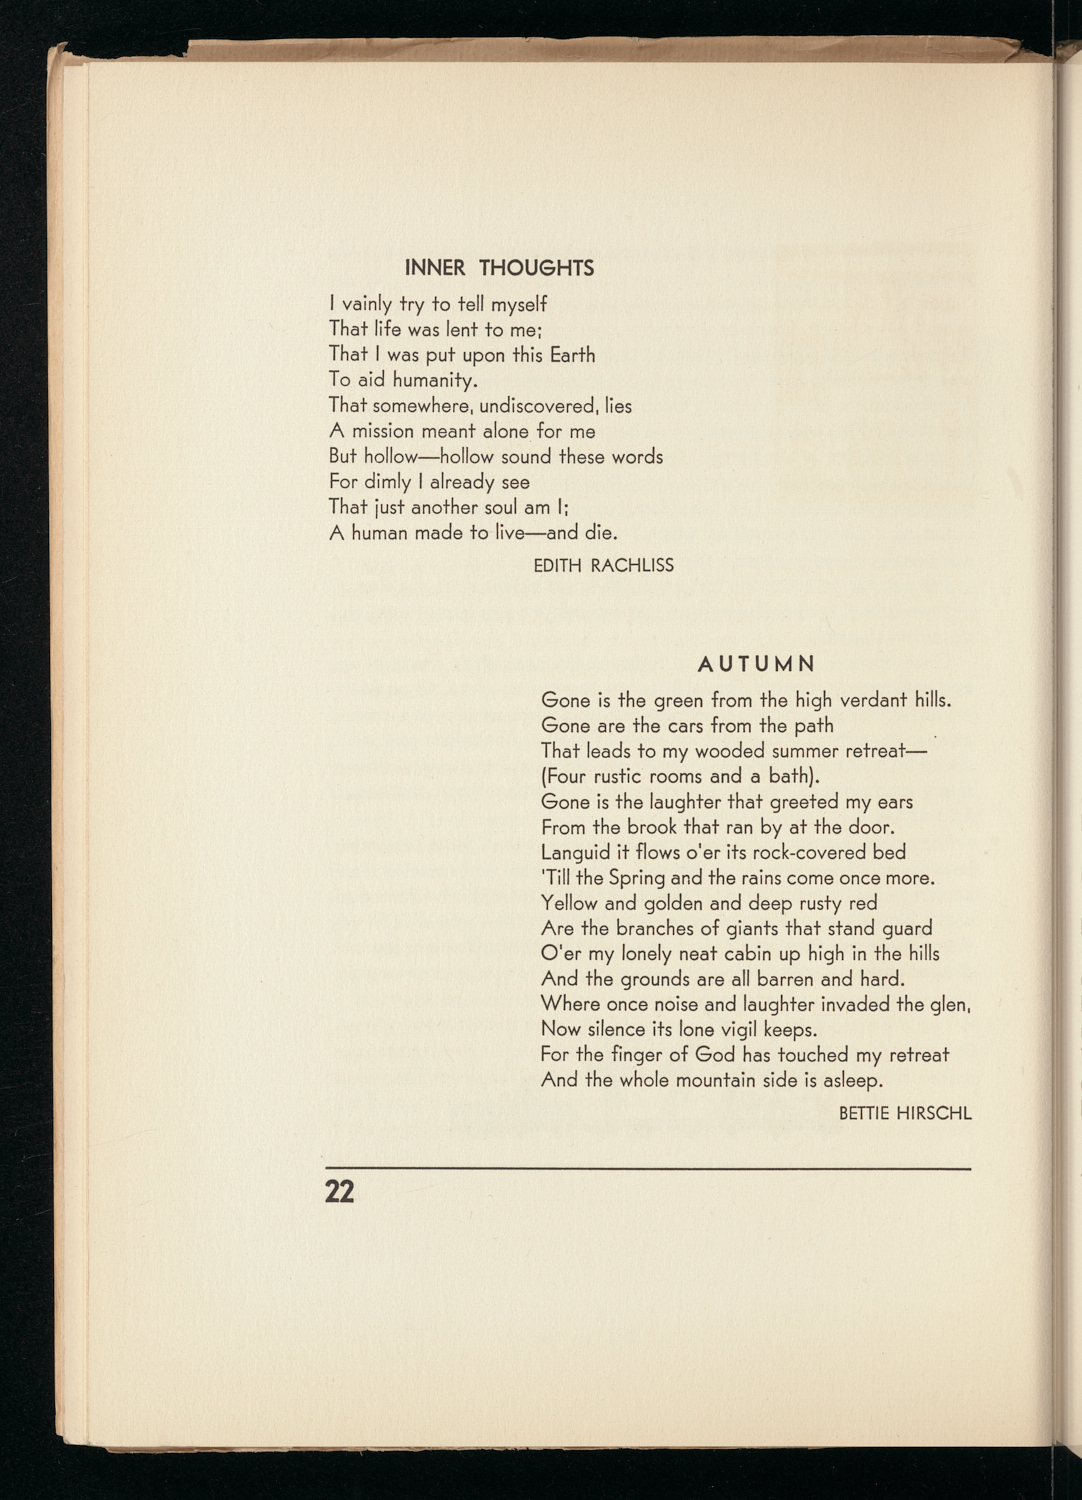 INNER THOUGHTS
I vainly try to tell myself
That life was lent to me;
That I was put upon this Earth
To aid humanity.
That somewhere, undiscovered, lies
A mission meant alone for me
But hollow—hollow sound these words
For dimly I already see
That just another soul am I;
A human made to live—and die.
EDITH RACHLISS
AUTUMN
Gone is the green from the high verdant hills.
Gone are the cars from the path
That leads to my wooded summer retreat—
(Four rustic rooms and a bath).
Gone is the laughter that greeted my ears
From the brook that ran by at the door.
Languid it flows o'er its rock-covered bed
'Till the Spring and the rains come once more.
Yellow and golden and deep rusty red
Are the branches of giants that stand guard
O'er my lonely neat cabin up high in the hills
And the grounds are all barren and hard.
Where once noise and laughter invaded the glen,
Now silence its lone vigil keeps.
For the finger of God has touched my retreat
And the whole mountain side is asleep.
BETTIE HIRSCHL
22